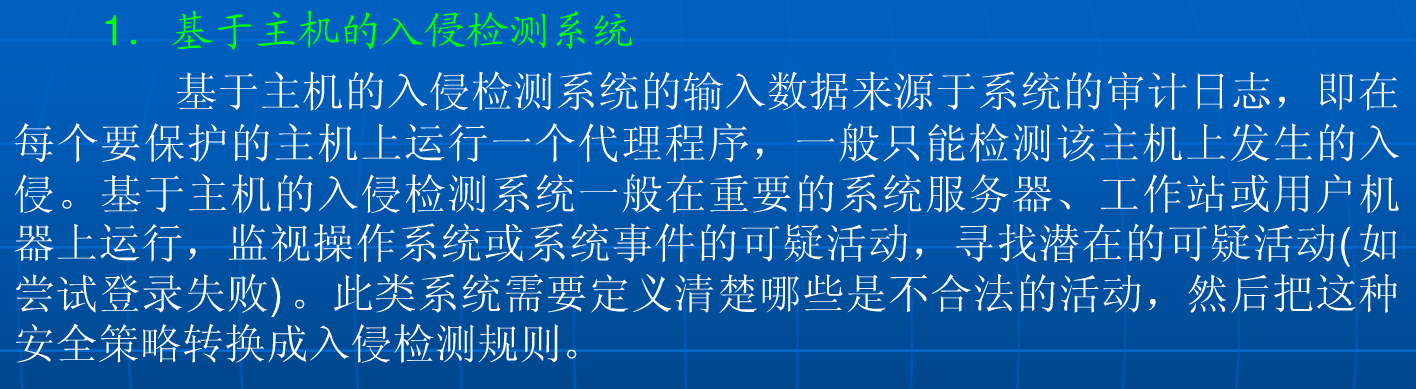 1. 基于主机的入侵检测系统
基于主机的入侵检测系统的输入数据来源于系统的审计日志，即在
每个要保护的主机上运行一个代理程序，一般只能检测该主机上发生的入
侵。基于主机的入侵检测系统一般在重要的系统服务器、工作站或用户机
器上运行，监视操作系统或系统事件的可疑活动，寻找潜在的可疑活动(如
尝试登录失败)。此类系统需要定义清楚哪些是不合法的活动，然后把这种
安全策略转换成入侵检测规则。